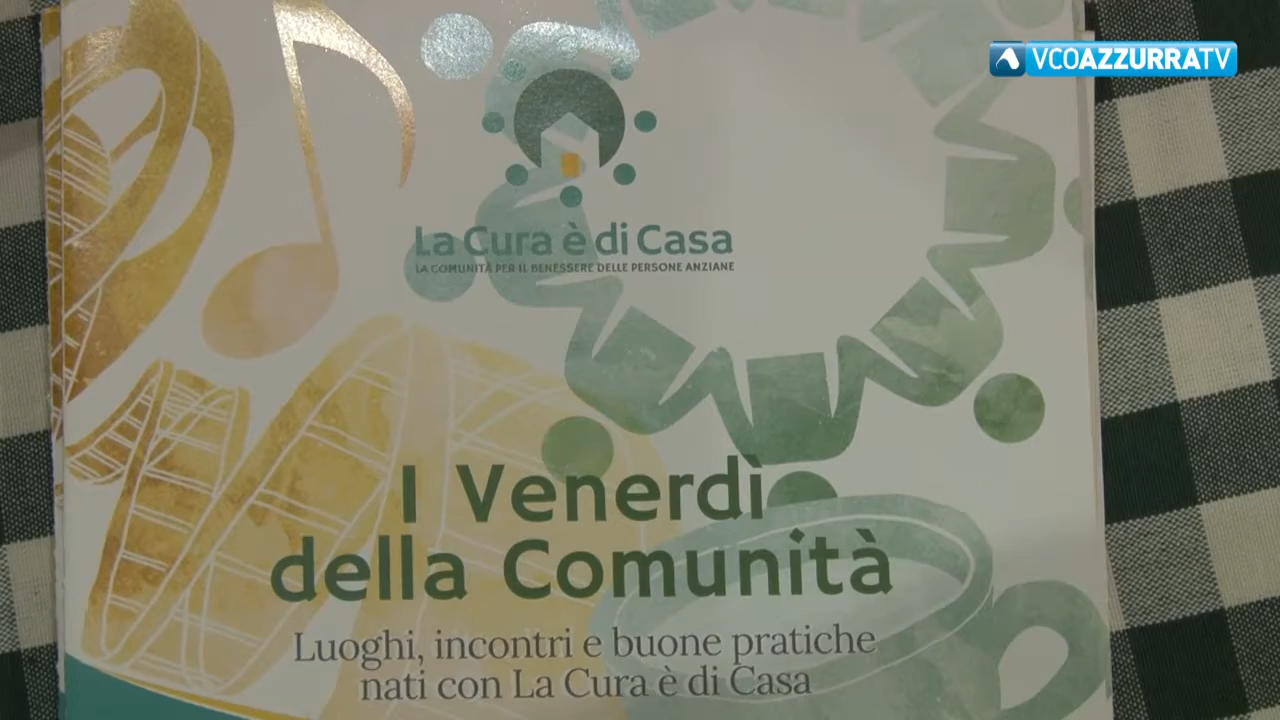 VCOAZZURRATV
La Cura è di Casa
LA COMUNITÀ PER IL BENESSERE DELLE PERSONE ANZIANE
I Venerdì
della Comunità
Luoghi, incontri e buone pratiche
nati con La Cura è di Casa